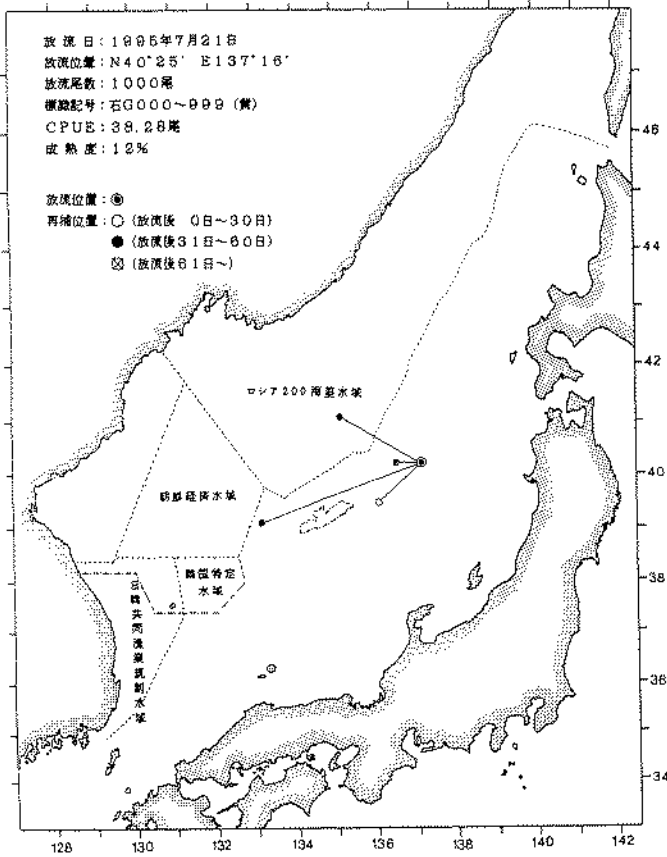 放流日:1995年7月21日
放流位置:N40°25' E137°16'
放流尾数:1000尾
標識記号:石G000~999(黄)
CPUE:38.28尾
成熟度:12%
放流位置:
再捕位置: (放流後 0日~30日)
(放流後31日~60日)
(放流後61日~)
ロシア200海里水域
朝鮮経済水域
韓国特定
水域
日韓共同漁業規制水域
46
44
42
40
38
36
34
128
130
132
134
136
138
140
142